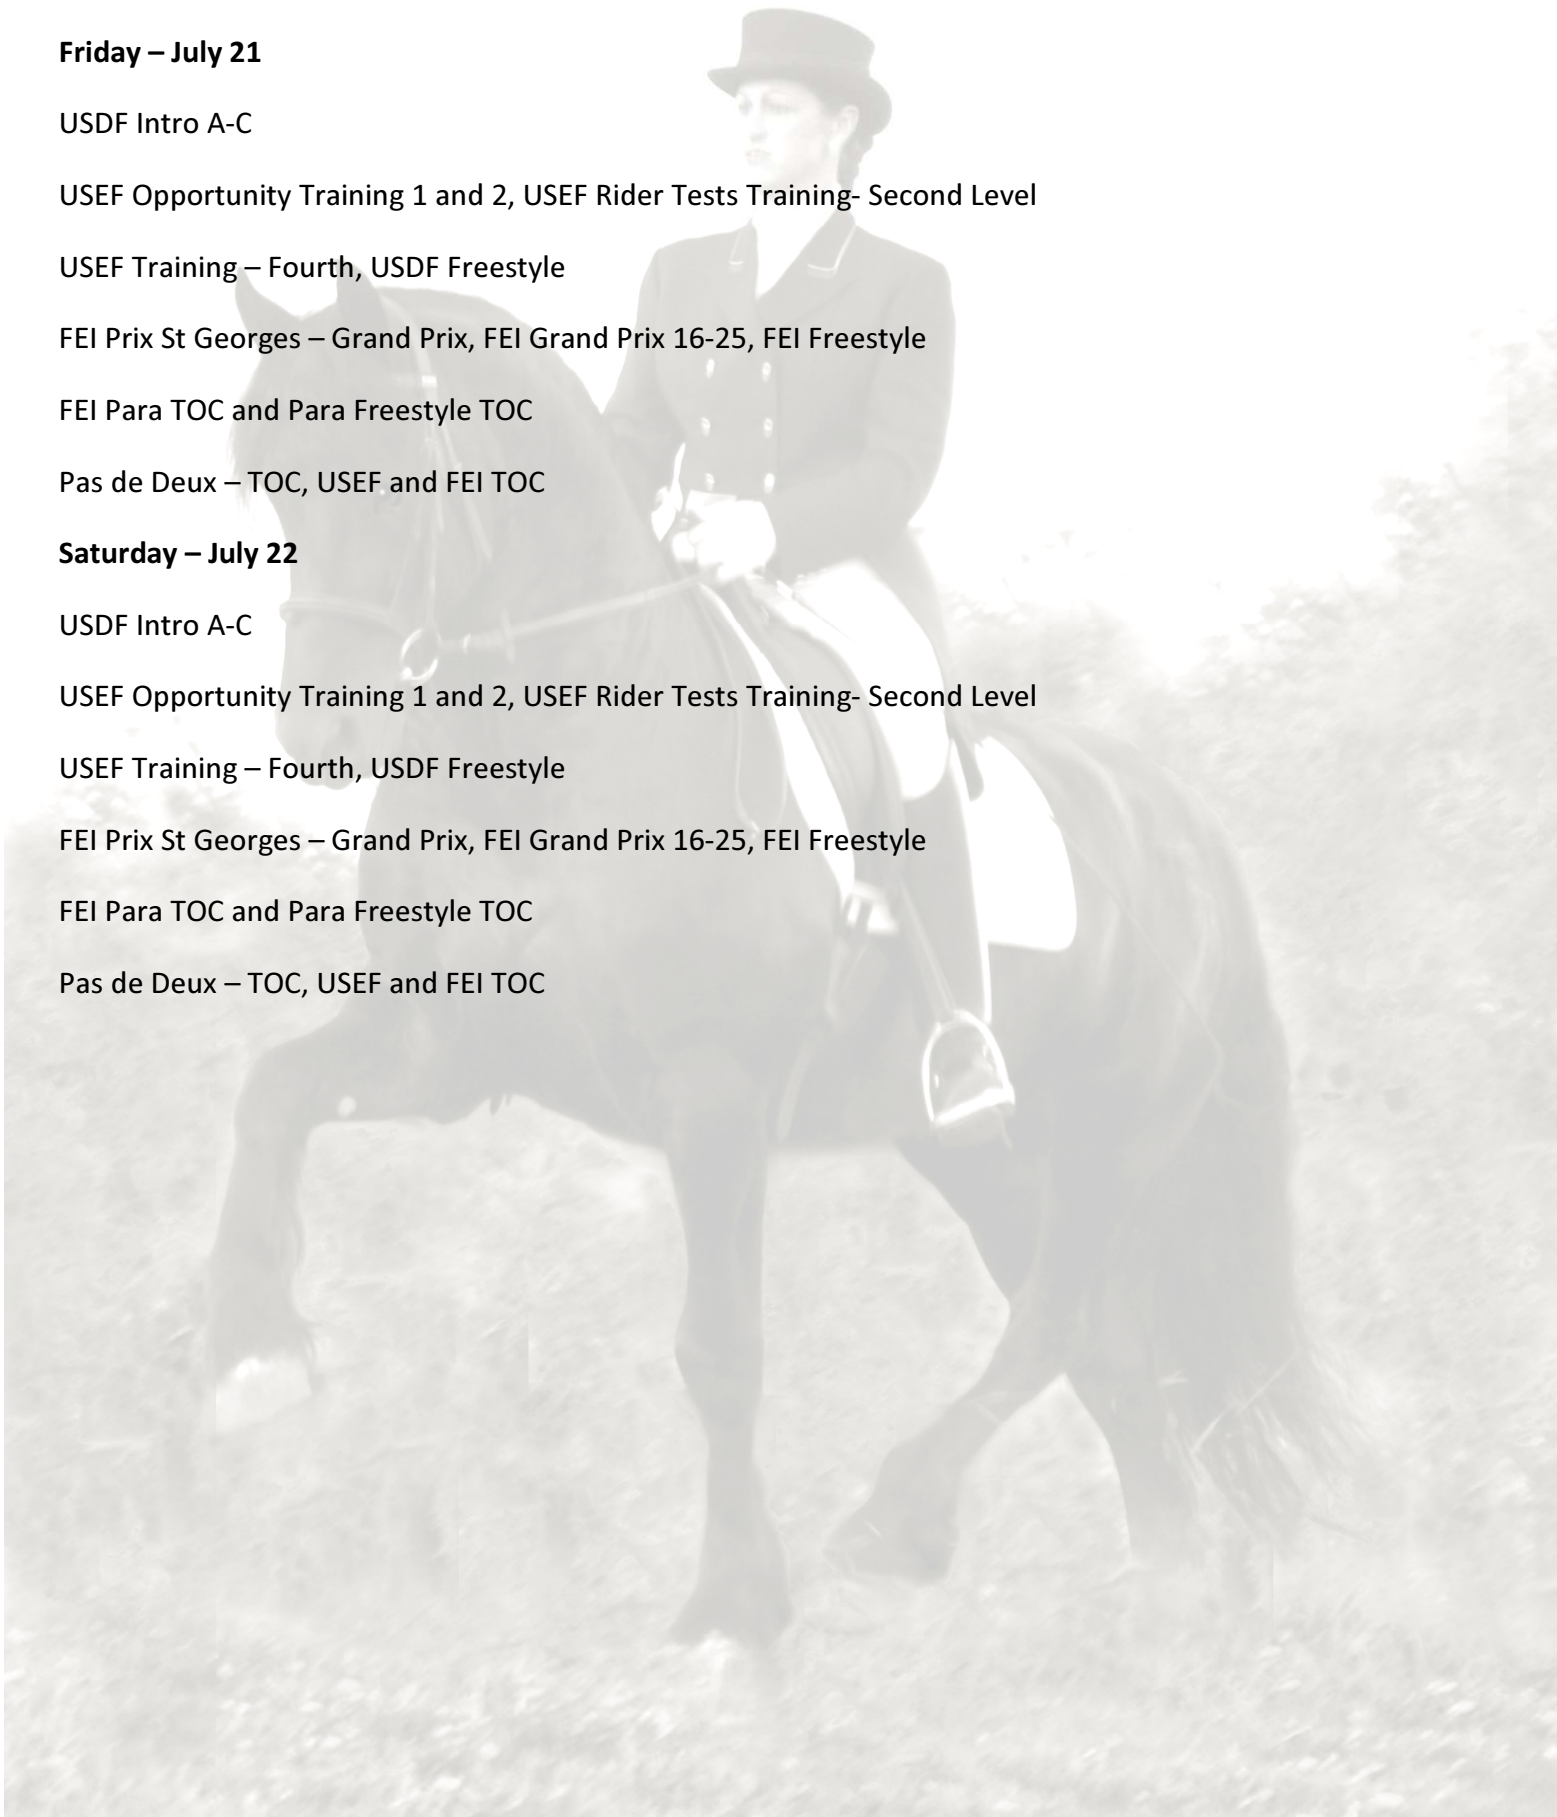 Friday – July 21
USDF Intro A-C
USEF Opportunity Training 1 and 2, USEF Rider Tests Training- Second Level
USEF Training – Fourth, USDF Freestyle
FEI Prix St Georges – Grand Prix, FEI Grand Prix 16-25, FEI Freestyle
FEI Para TOC and Para Freestyle TOC
Pas de Deux – TOC, USEF and FEI TOC
Saturday – July 22
USDF Intro A-C
USEF Opportunity Training 1 and 2, USEF Rider Tests Training- Second Level
USEF Training – Fourth, USDF Freestyle
FEI Prix St Georges – Grand Prix, FEI Grand Prix 16-25, FEI Freestyle
FEI Para TOC and Para Freestyle TOC
Pas de Deux – TOC, USEF and FEI TOC